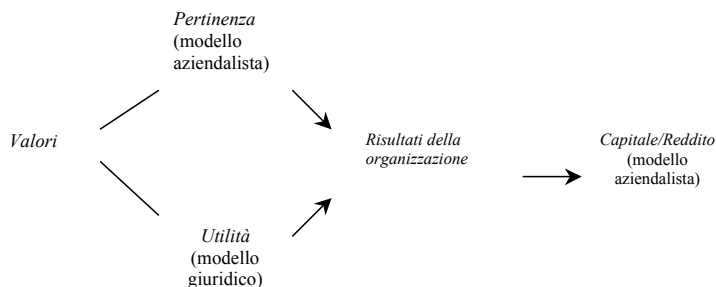 Pertinenza
(modello
aziendalista)
Valori
Risultati della
organizzazione
Capitale/Reddito
(modello
aziendalista)
Utilità
(modello
giuridico)